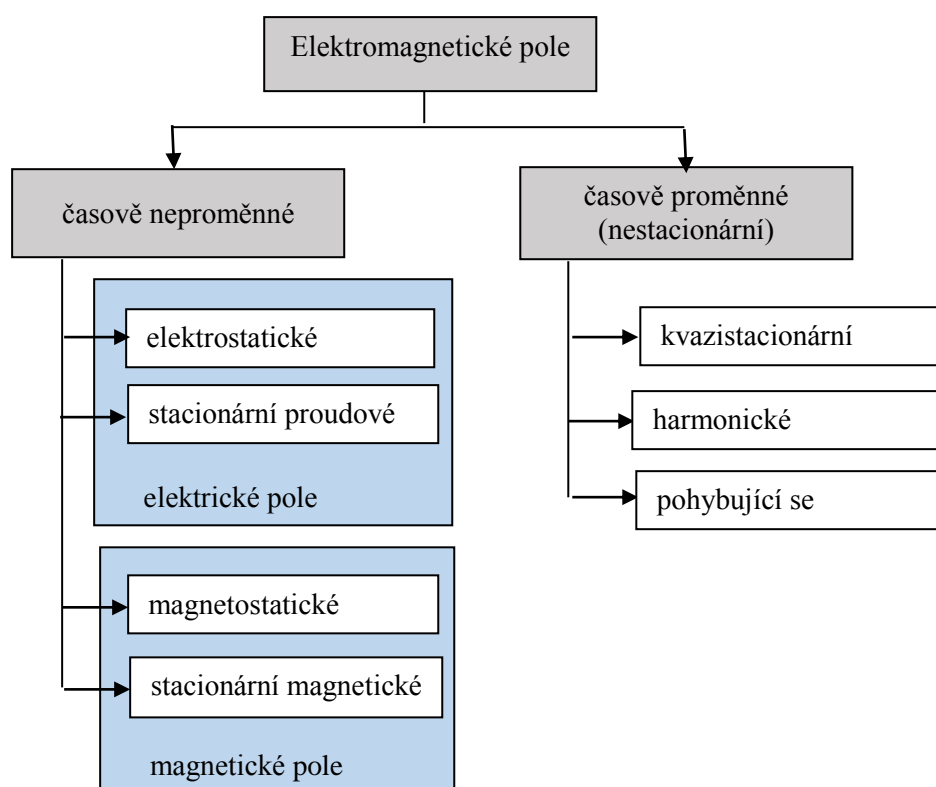 Elektromagnetické pole
časově neproměnné
elektrostatické
stacionární proudové
elektrické pole
magnetostatické
stacionární magnetické
magnetické pole
časově proměnné
(nestacionární)
kvazistacionární
harmonické
pohybující se